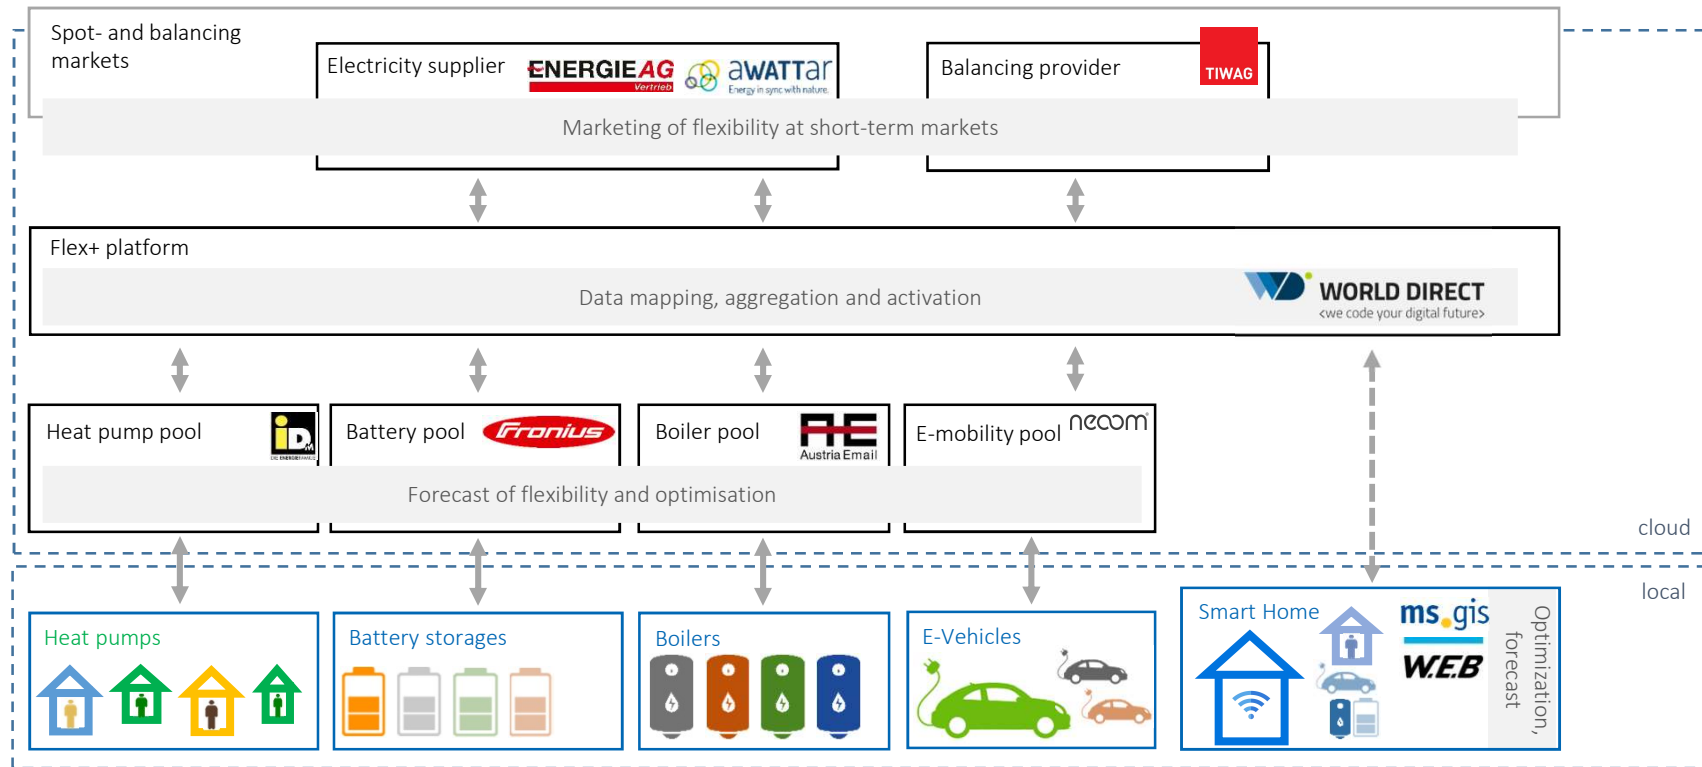 Spot- and balancing
markets
Electricity supplier
ENERGIEAG
Vertrieb
aWATTar
Energy in sync with nature.
Balancing provider
TIWAG
Marketing of flexibility at short-term markets
Flex+ platform
Data mapping, aggregation and activation
WORLD DIRECT
<we code your digital future>
Heat pump pool
iDM
DIE ENERGIEFAMILIE
Battery pool
Fronius
Boiler pool
AE
Austria Email
E-mobility pool
neoom
Forecast of flexibility and optimisation
cloud
local
Heat pumps
Battery storages
Boilers
E-Vehicles
Smart Home
ms.gis
W.E.B
Optimization,
forecast